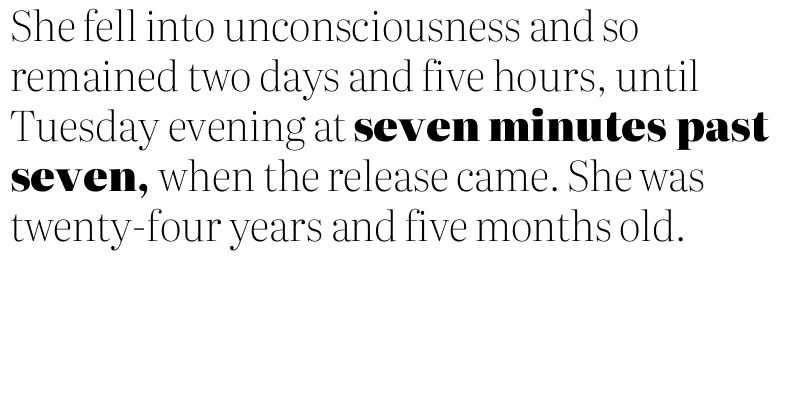 She fell into unconsciousness and so
remained two days and five hours, until
Tuesday evening at seven minutes past
seven, when the release came. She was
twenty-four years and five months old.